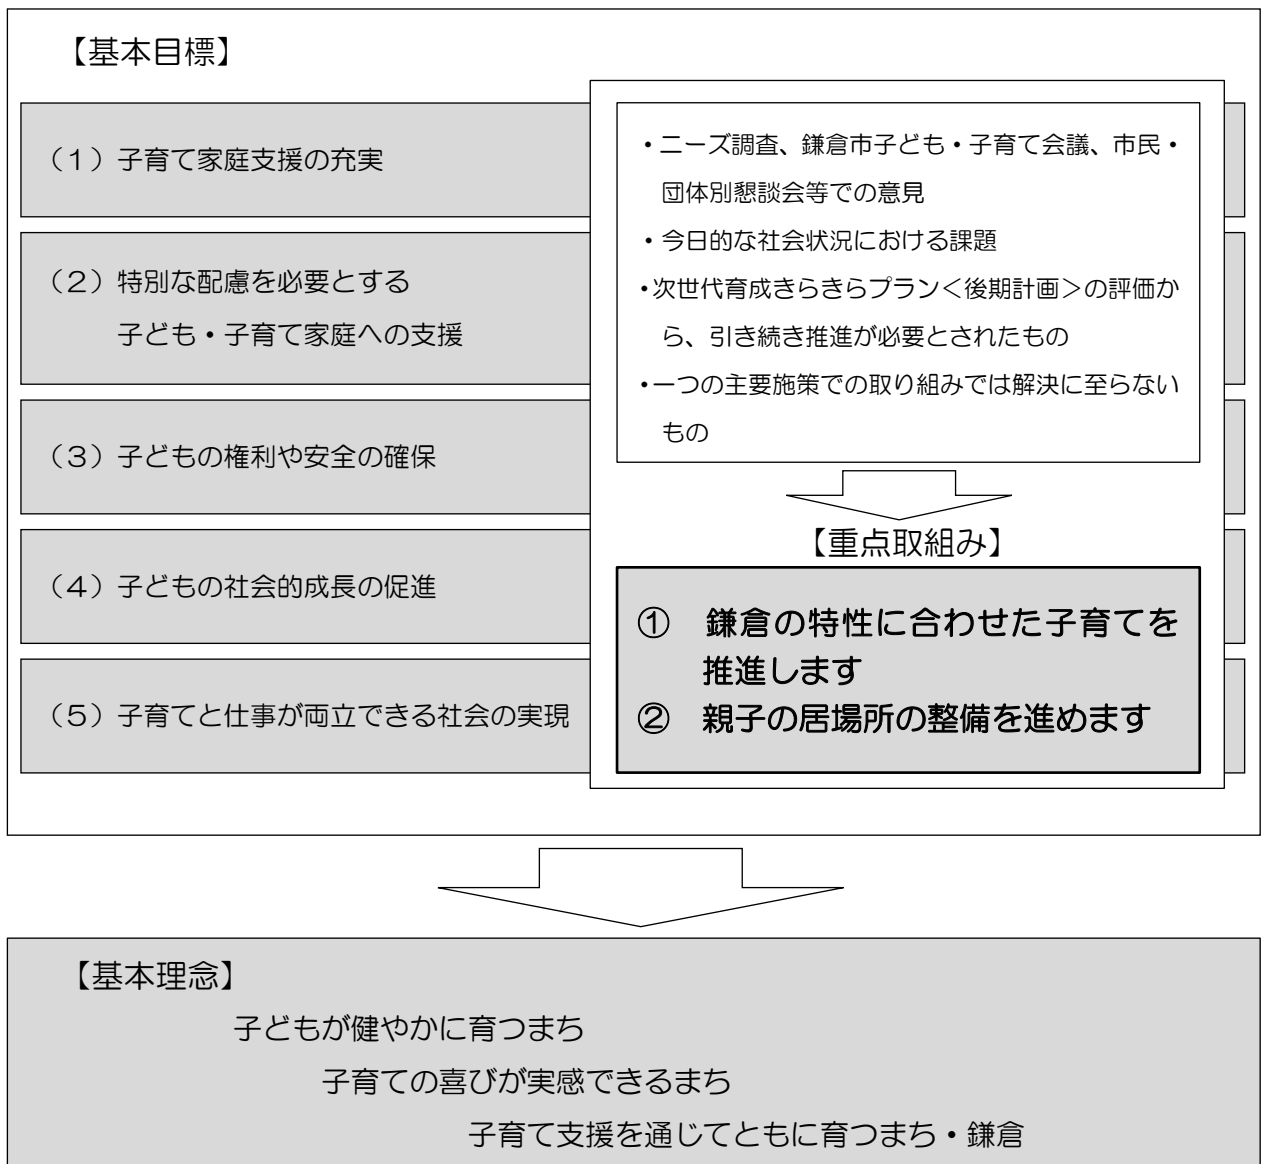 【基本目標】
（1）子育て家庭支援の充実
（2）特別な配慮を必要とする
子ども・子育て家庭への支援
（3）子どもの権利や安全の確保
（4）子どもの社会的成長の促進
（5）子育てと仕事が両立できる社会の実現
・ニーズ調査、鎌倉市子ども・子育て会議、市民・
団体別懇談会等での意見
・今日的な社会状況における課題
・次世代育成きらきらプラン＜後期計画＞の評価か
ら、引き続き推進が必要とされたもの
・一つの主要施策での取り組みでは解決に至らない
もの
【重点取組み】
①　鎌倉の特性に合わせた子育てを
推進します
②　親子の居場所の整備を進めます
【基本理念】
子どもが健やかに育つまち
子育ての喜びが実感できるまち
子育て支援を通じてともに育つまち・鎌倉